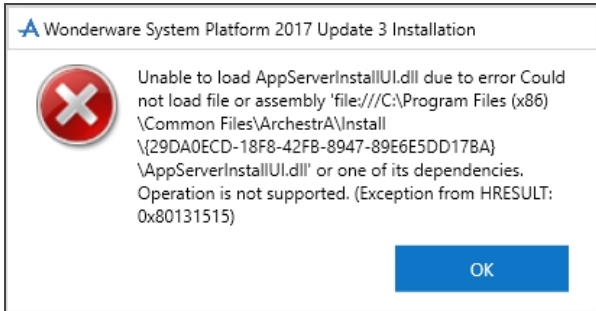 Wonderware System Platform 2017 Update 3 Installation
Unable to load AppServerInstallUI.dll due to error Could
not load file or assembly 'file:///C:\Program Files (x86)
\Common Files\ArchestrA\Install
\{29DA0ECD-18F8-42FB-8947-89E6E5DD17BA}
\AppServerInstallUI.dll' or one of its dependencies.
Operation is not supported. (Exception from HRESULT:
0x80131515)
OK